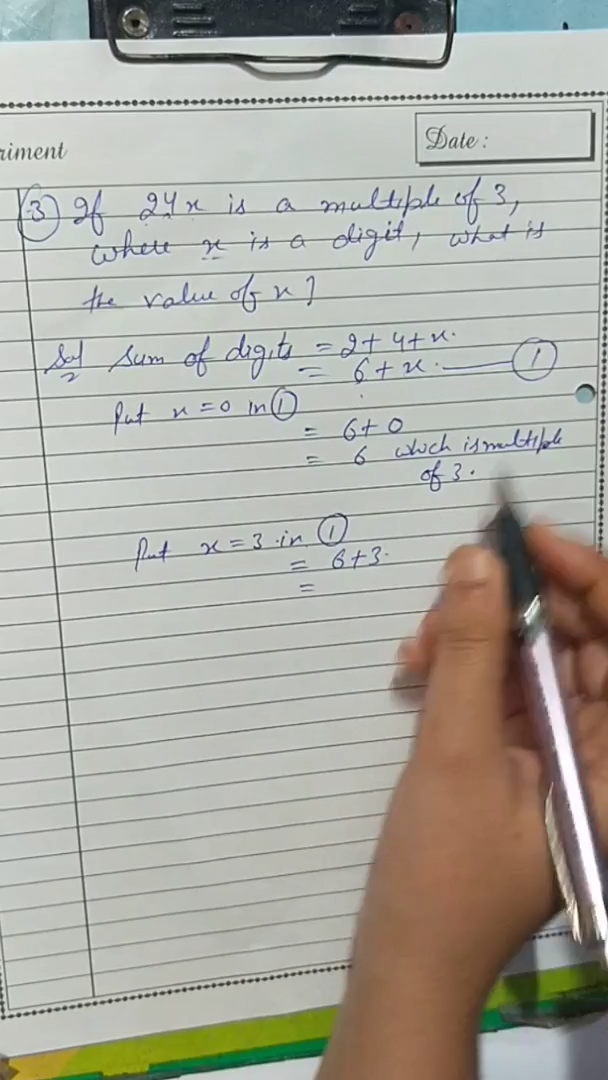 riment
Date :
3 If 24x is a multiple of 3,
where x is a digit, what is
the value of x ?
Sol sum of digits = 2+4+x.
= 6+x. 1
Put x=0 in 1
= 6+0
= 6 which is multiple
of 3.
Put x=3 in 1
= 6+3.
=